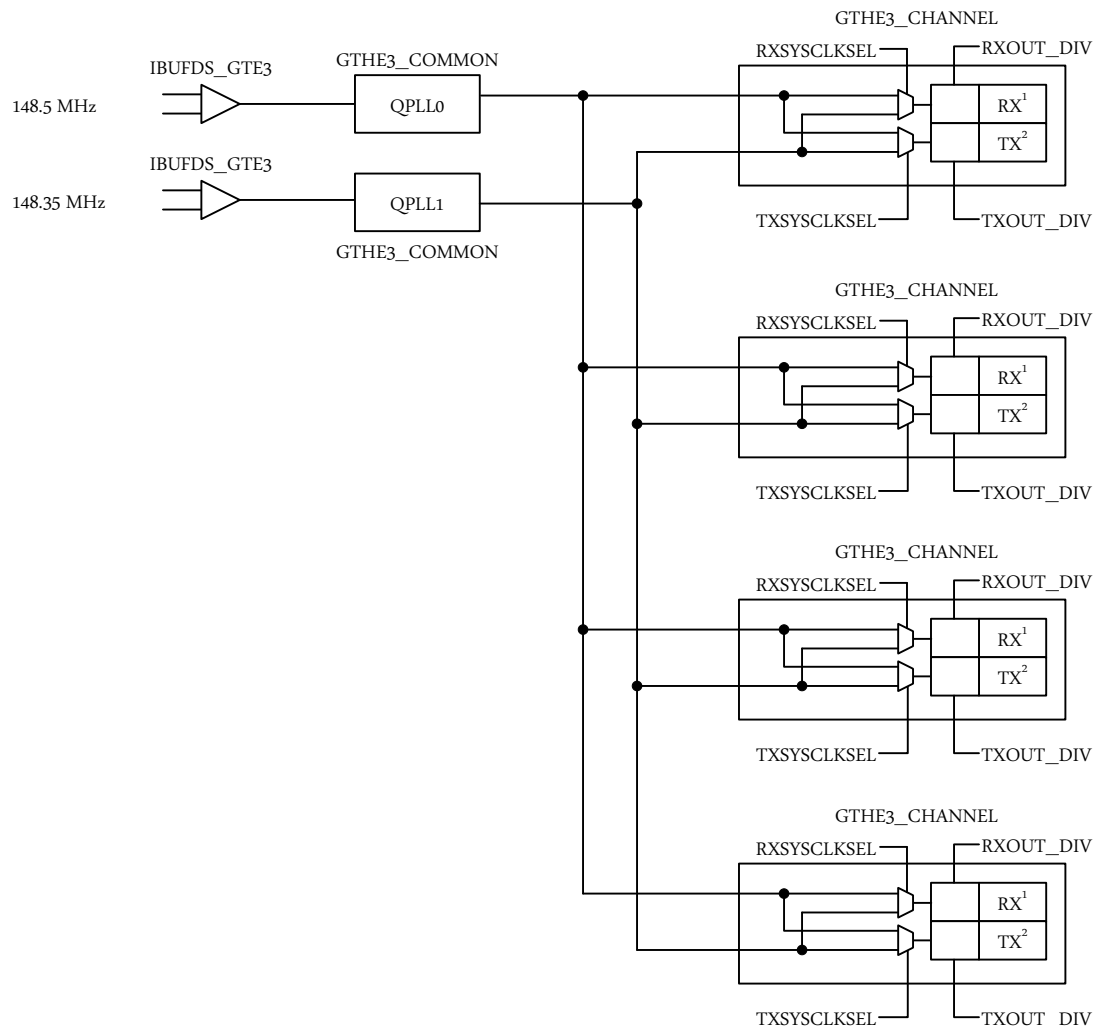 GTHE3_CHANNEL
RXSYSCLKSEL
RXOUT_DIV
GTHE3_COMMON
IBUFDS_GTE3
148.5 MHz
QPLL0
RX¹
TX²
IBUFDS_GTE3
148.35 MHz
QPLL1
TXSYSCLKSEL
TXOUT_DIV
GTHE3_COMMON
GTHE3_CHANNEL
RXSYSCLKSEL
RXOUT_DIV
RX¹
TX²
TXSYSCLKSEL
TXOUT_DIV
GTHE3_CHANNEL
RXSYSCLKSEL
RXOUT_DIV
RX¹
TX²
TXSYSCLKSEL
TXOUT_DIV
GTHE3_CHANNEL
RXSYSCLKSEL
RXOUT_DIV
RX¹
TX²
TXSYSCLKSEL
TXOUT_DIV